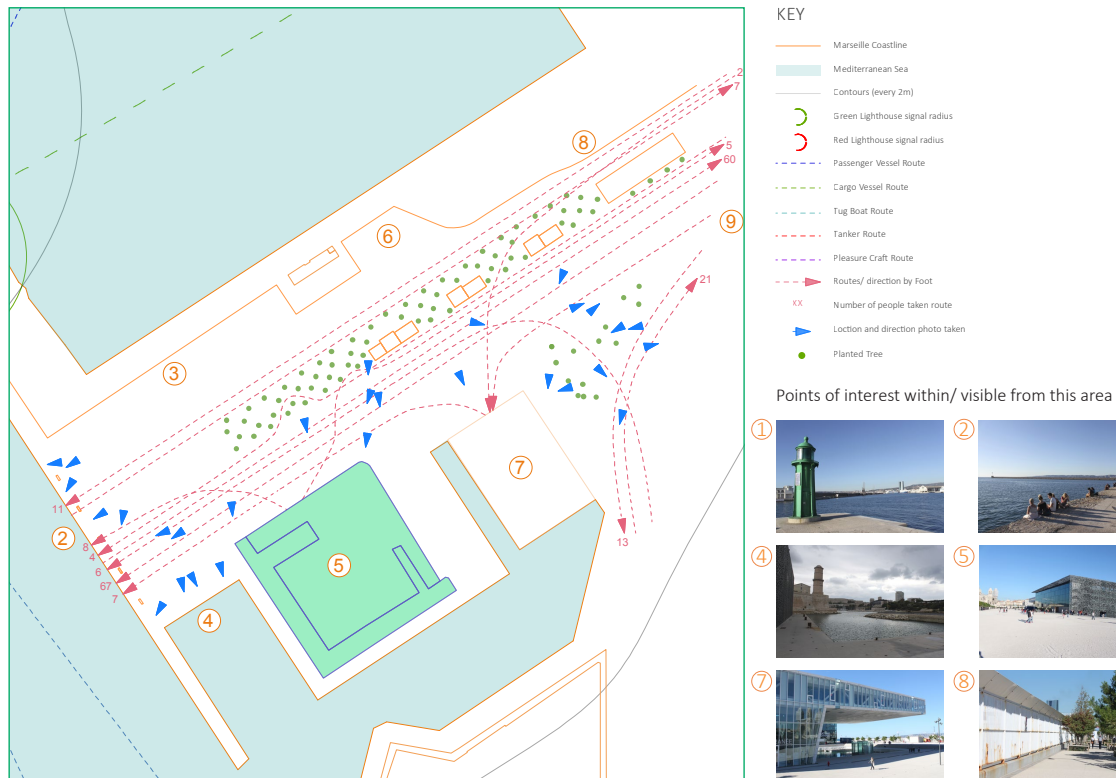 KEY
Marseille Coastline
Mediterranean Sea
Contours (every 2m)
Green Lighthouse signal radius
Red Lighthouse signal radius
Passenger Vessel Route
Cargo Vessel Route
Tug Boat Route
Tanker Route
Pleasure Craft Route
Routes/ direction by Foot
xx Number of people taken route
Loction and direction photo taken
Planted Tree
Points of interest within/ visible from this area
1
2
4
5
7
8
2
7
8
5
60
9
6
21
3
7
11
2
8
4
6
67
7
5
4
13